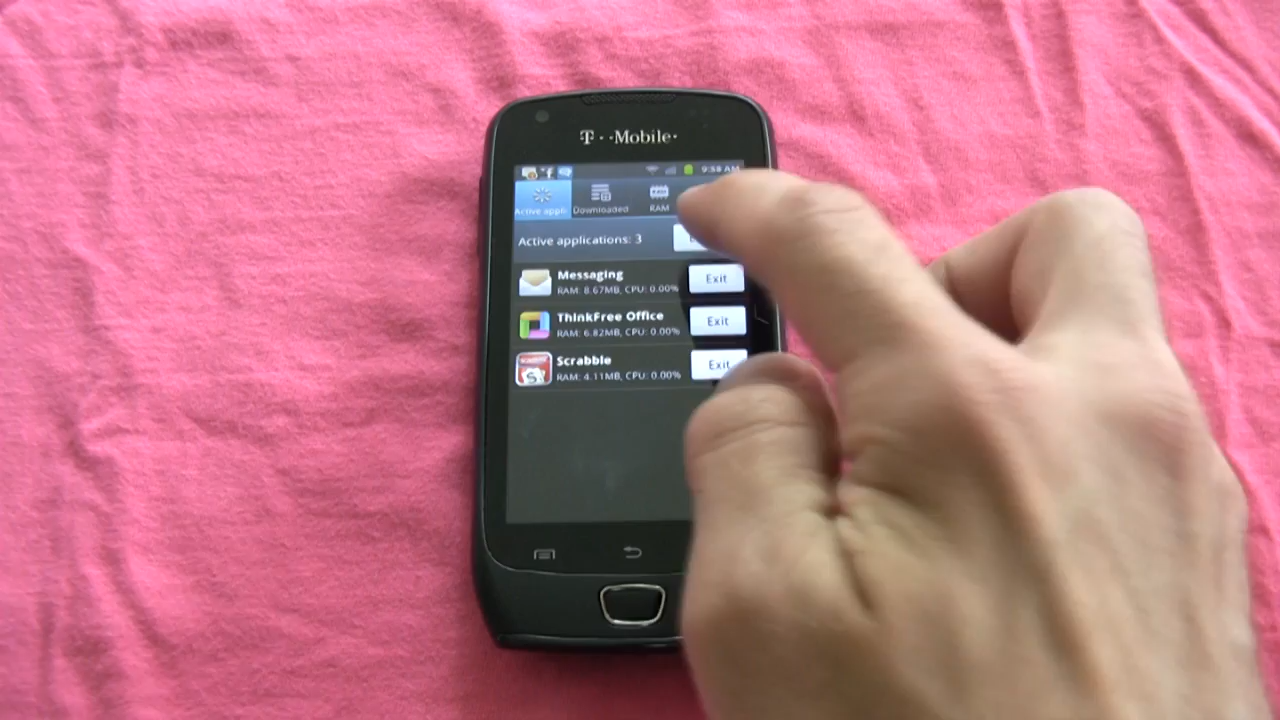 T··Mobile·
9:58 AM
Active appli
Downloaded
RAM
Active applications: 3
Messaging
RAM: 8.67MB, CPU: 0.00%
Exit
ThinkFree Office
RAM: 6.82MB, CPU: 0.00%
Exit
Scrabble
RAM: 4.11MB, CPU: 0.00%
Exit